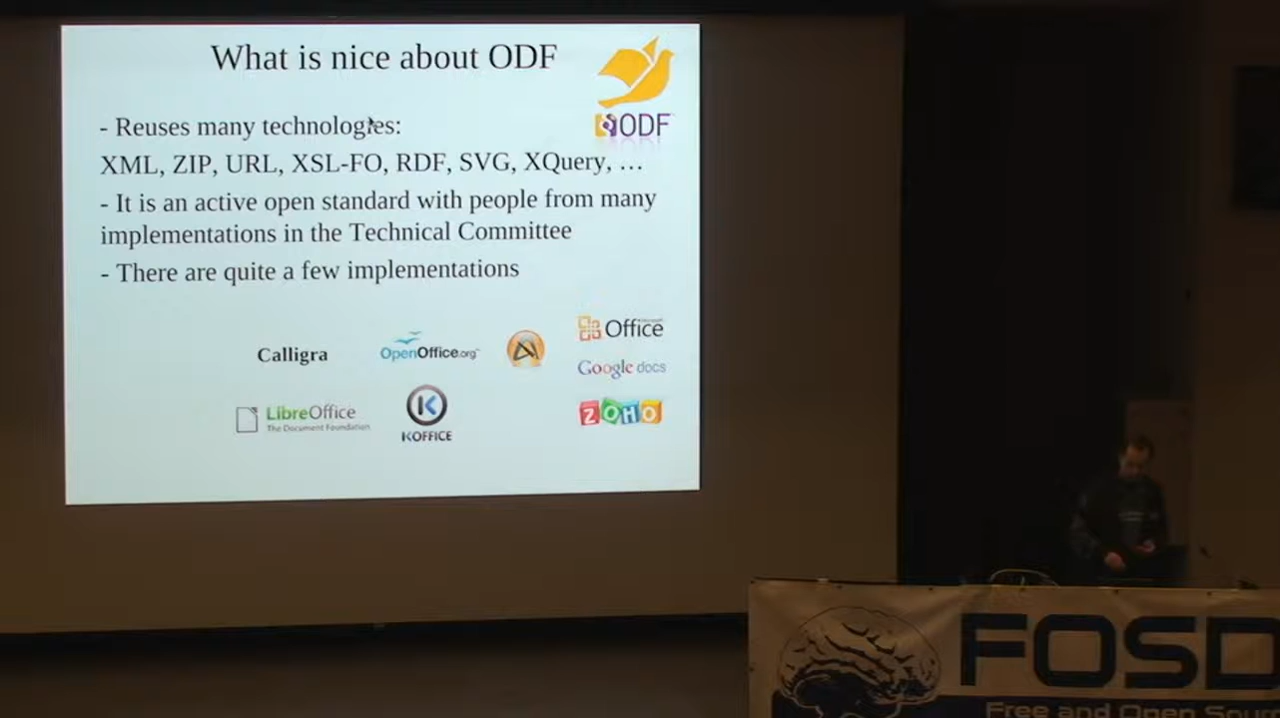 What is nice about ODF
ODF
- Reuses many technologies:
XML, ZIP, URL, XSL-FO, RDF, SVG, XQuery, …
- It is an active open standard with people from many
implementations in the Technical Committee
- There are quite a few implementations
Calligra
OpenOffice.org
Office
Google docs
LibreOffice
The Document Foundation
KOFFICE
ZOHO
FOSD
Free and Open Sour